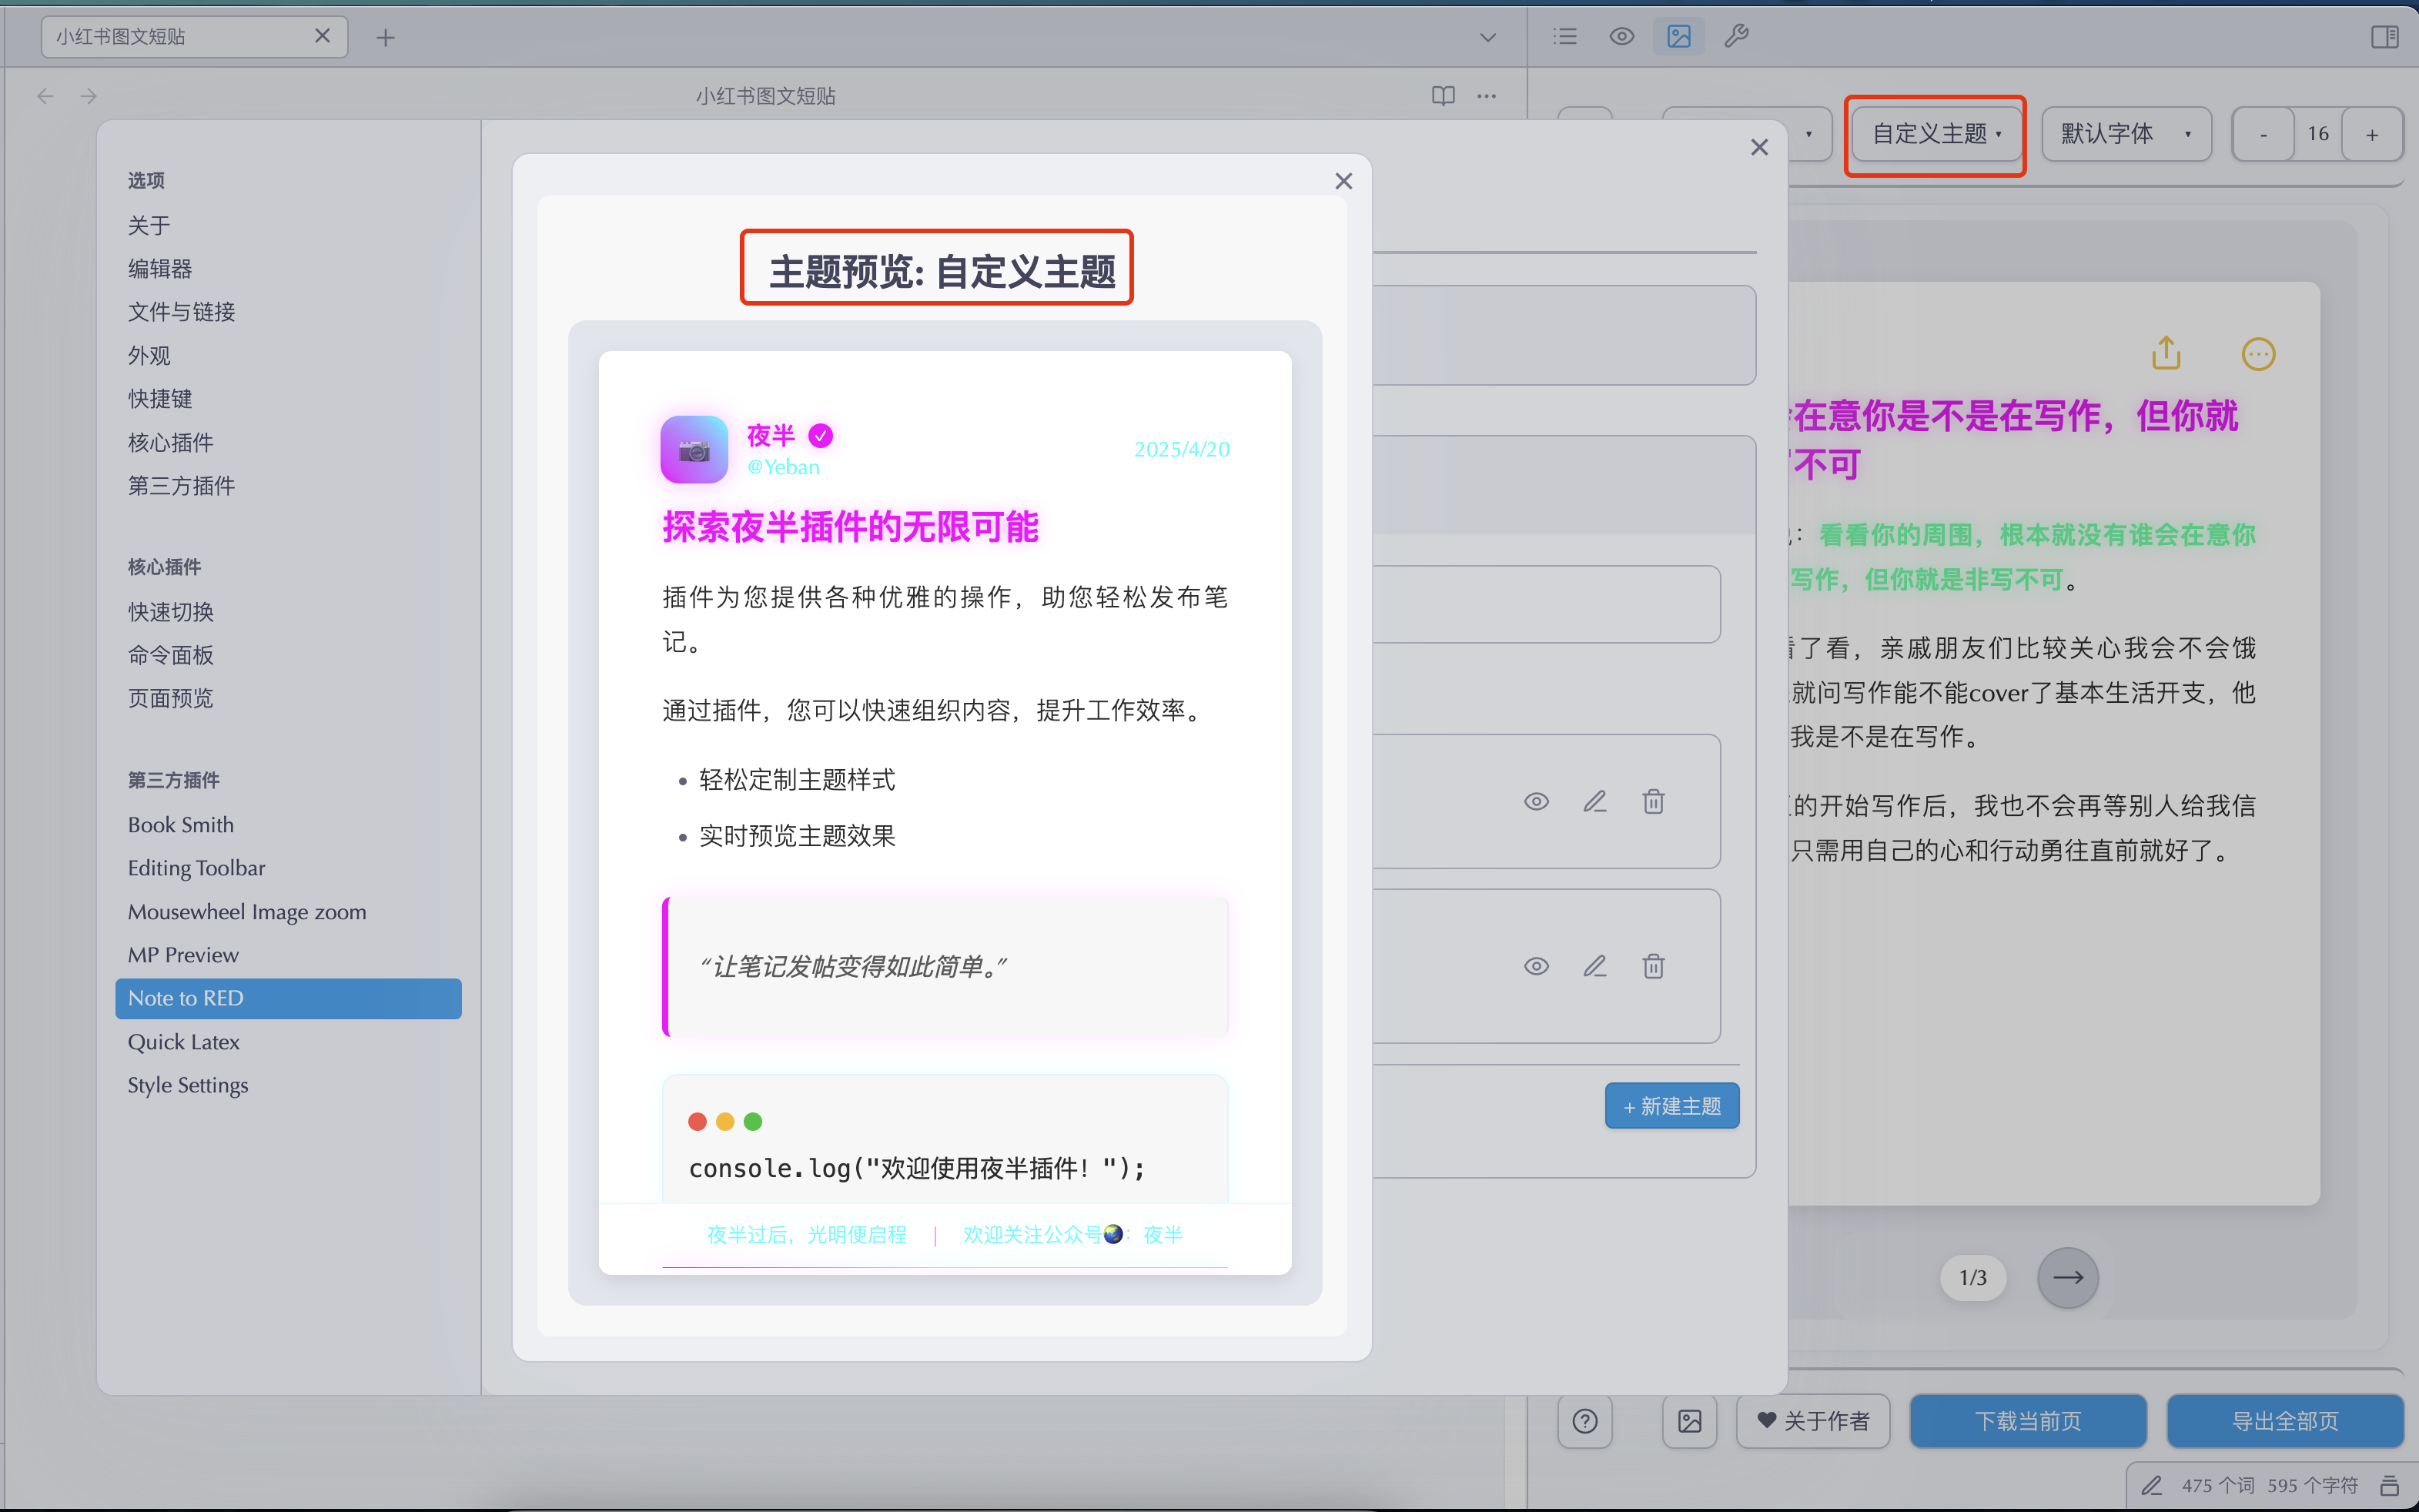 小红书图文短贴
小红书图文短贴
选项
关于
编辑器
文件与链接
外观
快捷键
核心插件
第三方插件
核心插件
快速切换
命令面板
页面预览
第三方插件
Book Smith
Editing Toolbar
Mousewheel Image zoom
MP Preview
Note to RED
Quick Latex
Style Settings
主题预览: 自定义主题
夜半
@Yeban
2025/4/20
探索夜半插件的无限可能
插件为您提供各种优雅的操作，助您轻松发布笔
记。
通过插件，您可以快速组织内容，提升工作效率。
• 轻松定制主题样式
• 实时预览主题效果
“让笔记发帖变得如此简单。”
console.log("欢迎使用夜半插件！");
夜半过后，光明便启程 | 欢迎关注公众号🌏：夜半
+ 新建主题
自定义主题
默认字体
- 16 +
在意你是不是在写作，但你就
不可
：看看你的周围，根本就没有谁会在意你
写作，但你就是非写不可。
了看，亲戚朋友们比较关心我会不会饿
就问写作能不能cover了基本生活开支，他
我是不是在写作。
的开始写作后，我也不会再等别人给我信
只需用自己的心和行动勇往直前就好了。
1/3
关于作者
下载当前页
导出全部页
475 个词 595 个字符